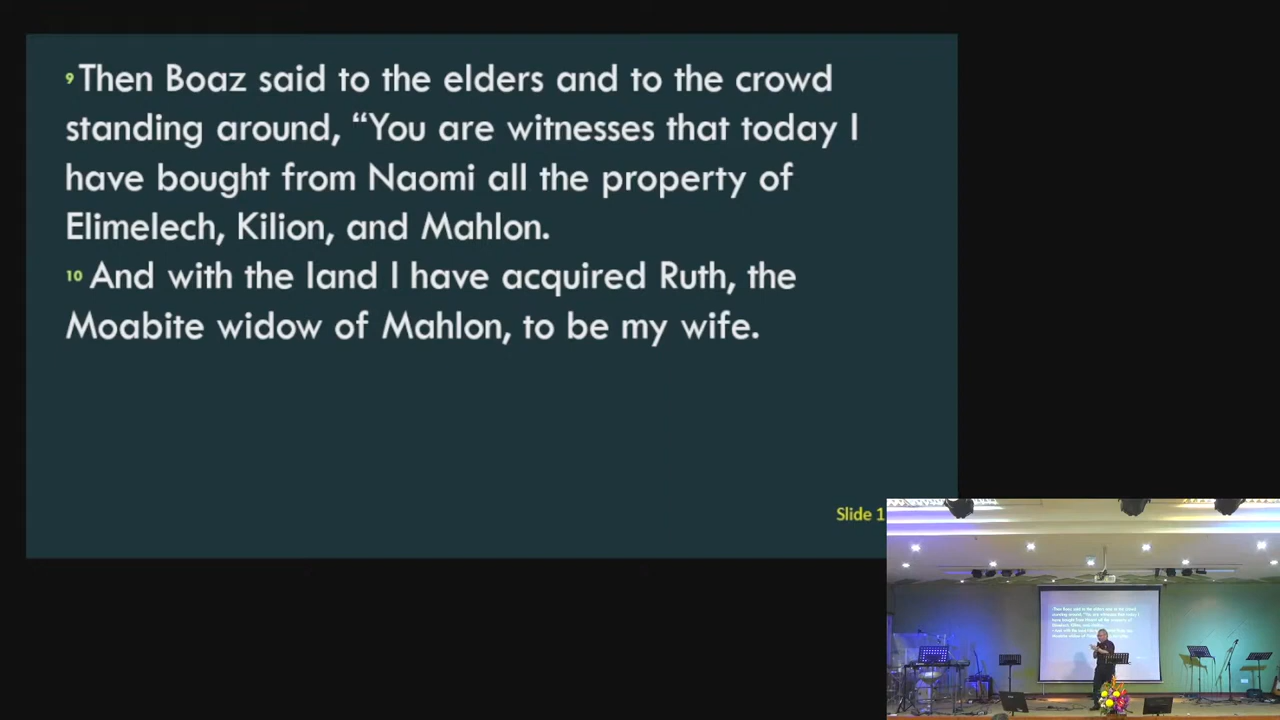 9 Then Boaz said to the elders and to the crowd
standing around, “You are witnesses that today I
have bought from Naomi all the property of
Elimelech, Kilion, and Mahlon.
10 And with the land I have acquired Ruth, the
Moabite widow of Mahlon, to be my wife.
Slide 1